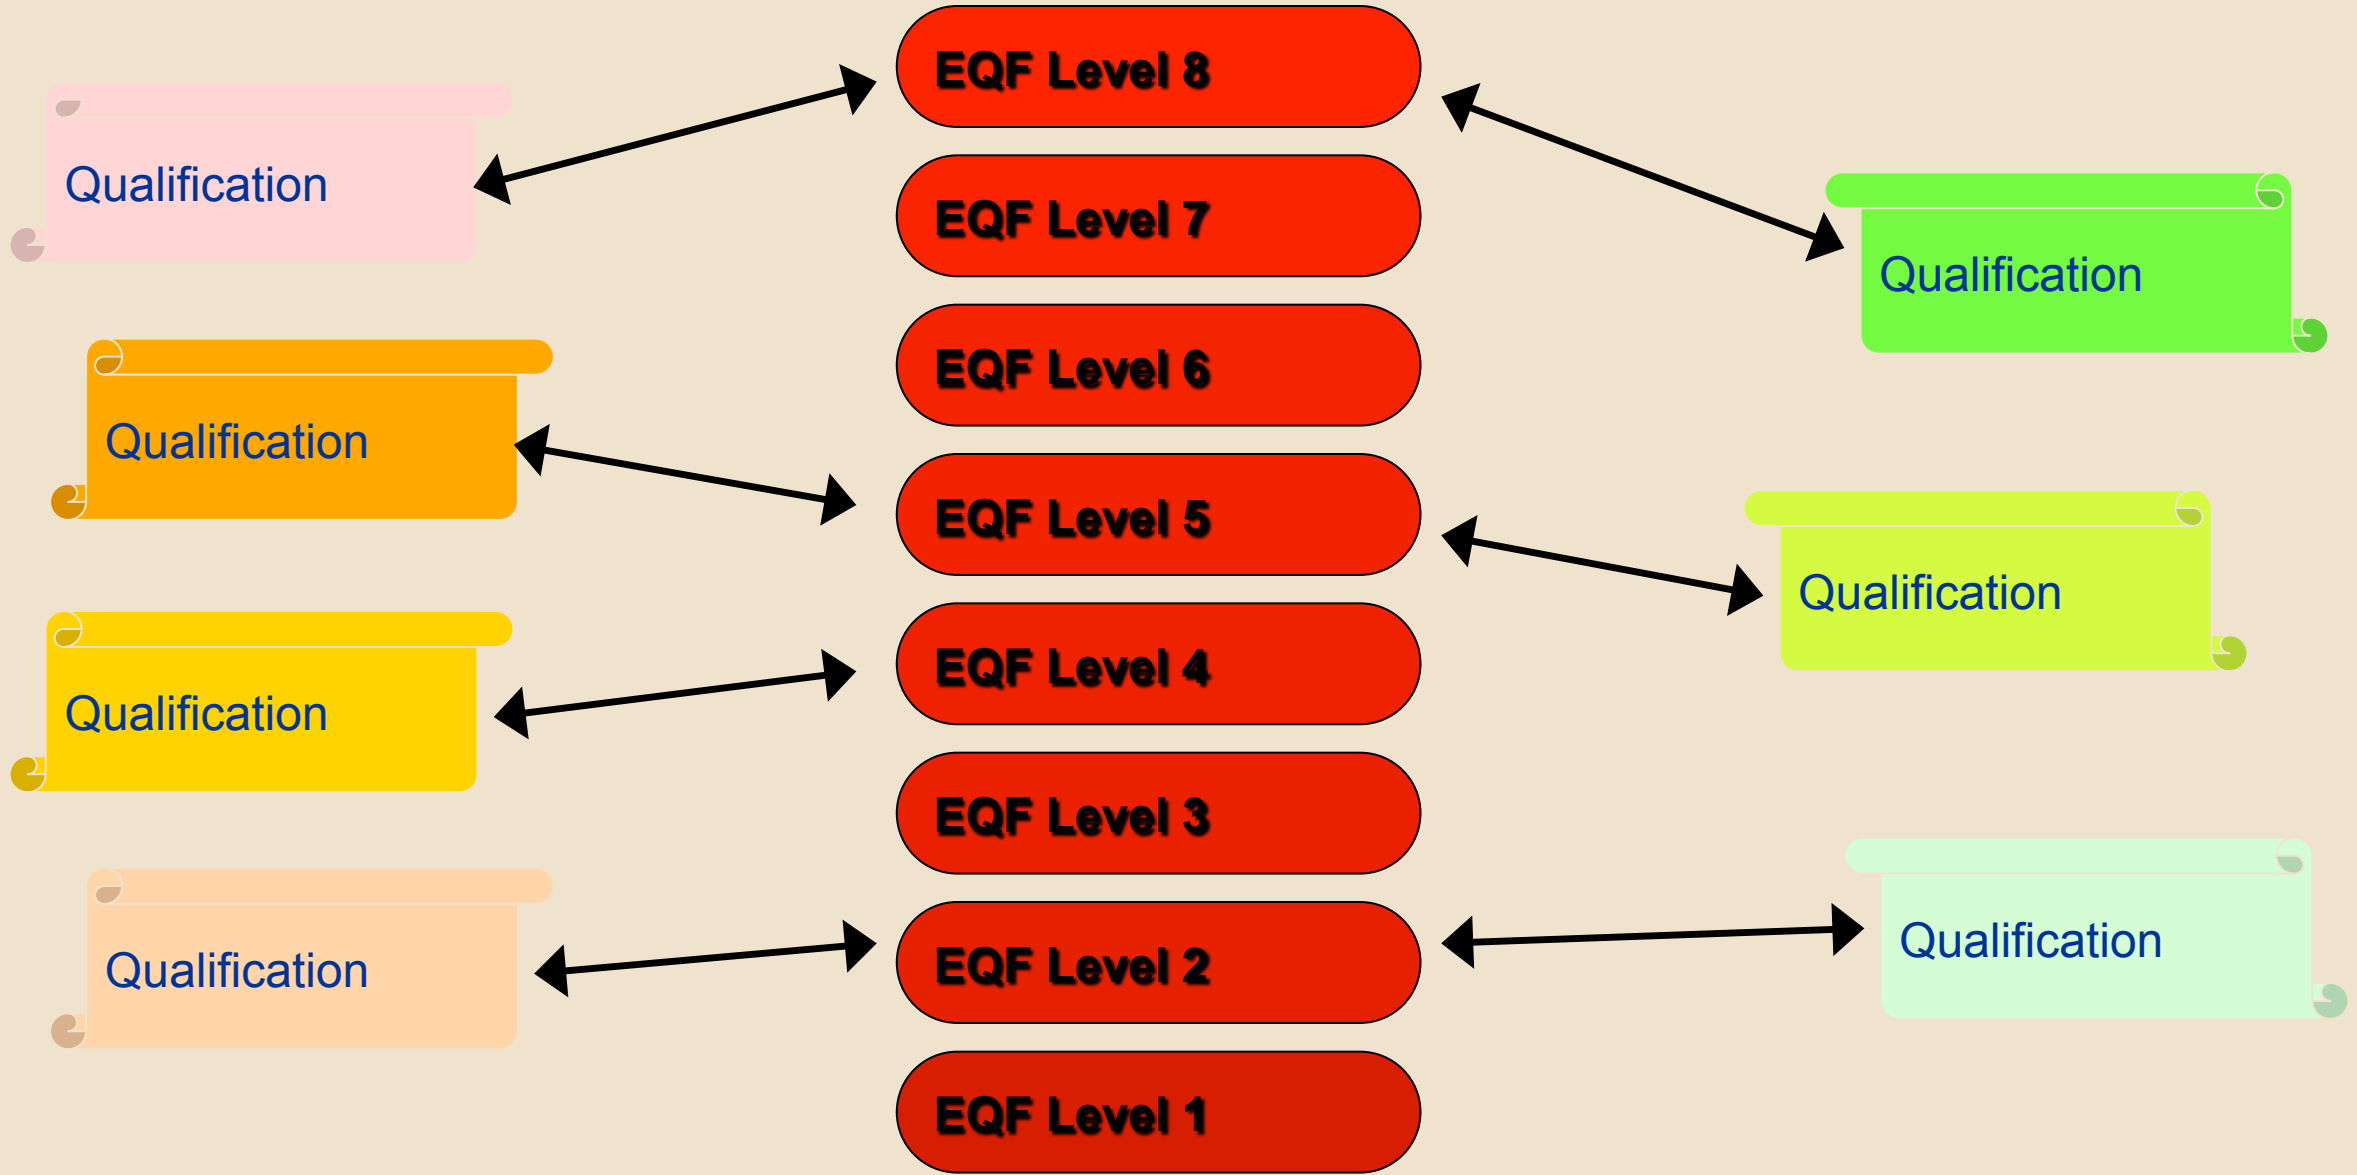 EQF Level 8
Qualification
EQF Level 7
Qualification
EQF Level 6
Qualification
EQF Level 5
Qualification
EQF Level 4
Qualification
EQF Level 3
Qualification
EQF Level 2
Qualification
EQF Level 1